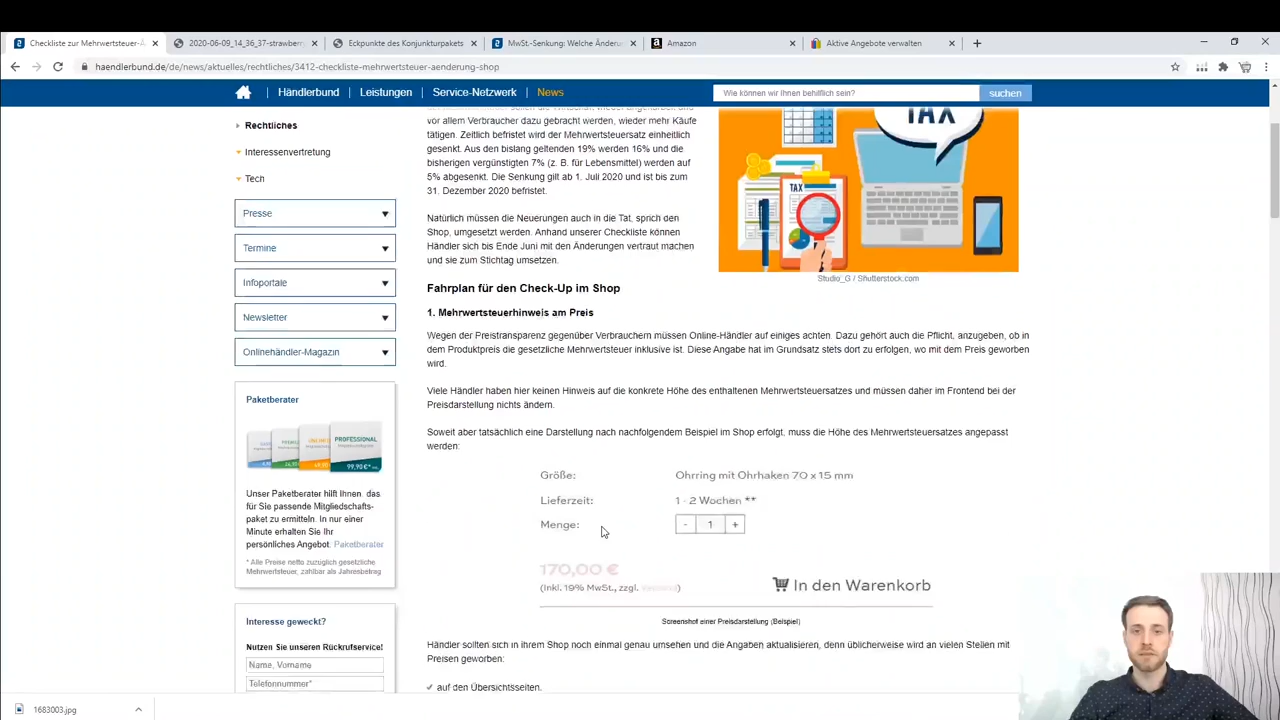 Checkliste zur Mehrwertsteuer-Ä
2020-06-09_14_36_37-strawberry
Eckpunkte des Konjunkturpakets
MwSt.-Senkung: Welche Änderu
Amazon
Aktive Angebote verwalten
haendlerbund.de/de/news/aktuelles/rechtliches/3412-checkliste-mehrwertsteuer-aenderung-shop
Händlerbund
Leistungen
Service-Netzwerk
News
Wie können wir Ihnen behilflich sein?
suchen
Rechtliches
Interessenvertretung
Tech
Presse
Termine
Infoportale
Newsletter
Onlinehändler-Magazin
Paketberater
PROFESSIONAL
99,90 €*
Unser Paketberater hilft Ihnen, das
für Sie passende Mitgliedschafts-
paket zu ermitteln. In nur einer
Minute erhalten Sie Ihr
persönliches Angebot. Paketberater
* Alle Preise netto zuzüglich gesetzliche
Mehrwertsteuer, zahlbar als Jahresbetrag
Interesse geweckt?
Nutzen Sie unseren Rückrufservice!
Name, Vorname
Telefonnummer*
vor allem Verbraucher dazu gebracht werden, wieder mehr Käufe
tätigen. Zeitlich befristet wird der Mehrwertsteuersatz einheitlich
gesenkt. Aus den bislang geltenden 19% werden 16% und die
bisherigen vergünstigten 7% (z. B. für Lebensmittel) werden auf
5% abgesenkt. Die Senkung gilt ab 1. Juli 2020 und ist bis zum
31. Dezember 2020 befristet.
Natürlich müssen die Neuerungen auch in die Tat, sprich den
Shop, umgesetzt werden. Anhand unserer Checkliste können
Händler sich bis Ende Juni mit den Änderungen vertraut machen
und sie zum Stichtag umsetzen.
TAX
TAX
Studio_G / Shutterstock.com
Fahrplan für den Check-Up im Shop
1. Mehrwertsteuerhinweis am Preis
Wegen der Preistransparenz gegenüber Verbrauchern müssen Online-Händler auf einiges achten. Dazu gehört auch die Pflicht, anzugeben, ob in
dem Produktpreis die gesetzliche Mehrwertsteuer inklusive ist. Diese Angabe hat im Grundsatz stets dort zu erfolgen, wo mit dem Preis geworben
wird.
Viele Händler haben hier keinen Hinweis auf die konkrete Höhe des enthaltenen Mehrwertsteuersatzes und müssen daher im Frontend bei der
Preisdarstellung nichts ändern.
Soweit aber tatsächlich eine Darstellung nach nachfolgendem Beispiel im Shop erfolgt, muss die Höhe des Mehrwertsteuersatzes angepasst
werden:
Größe: Ohrring mit Ohrhaken 70 x 15 mm
Lieferzeit: 1 - 2 Wochen **
Menge: - 1 +
170,00 €
(Inkl. 19% MwSt., zzgl. Versand)
In den Warenkorb
Screenshot einer Preisdarstellung (Beispiel)
Händler sollten sich in ihrem Shop noch einmal genau umsehen und die Angaben aktualisieren, denn üblicherweise wird an vielen Stellen mit
Preisen geworben:
✓ auf den Übersichtsseiten,
1683003.jpg